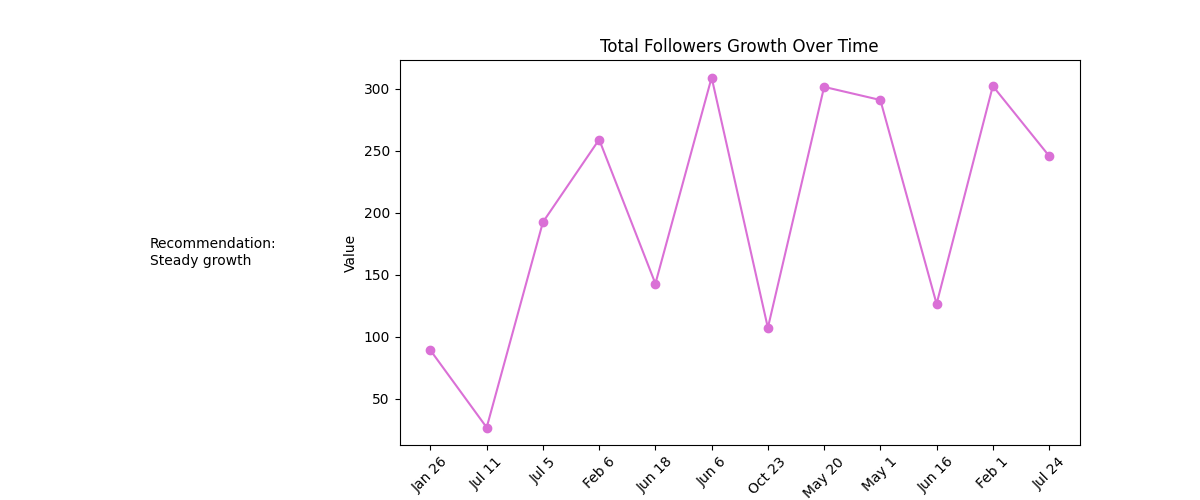 Total Followers Growth Over Time
Recommendation:
Steady growth
Value
300
250
200
150
100
50
Jan 26
Jul 11
Jul 5
Feb 6
Jun 18
Jun 6
Oct 23
May 20
May 1
Jun 16
Feb 1
Jul 24